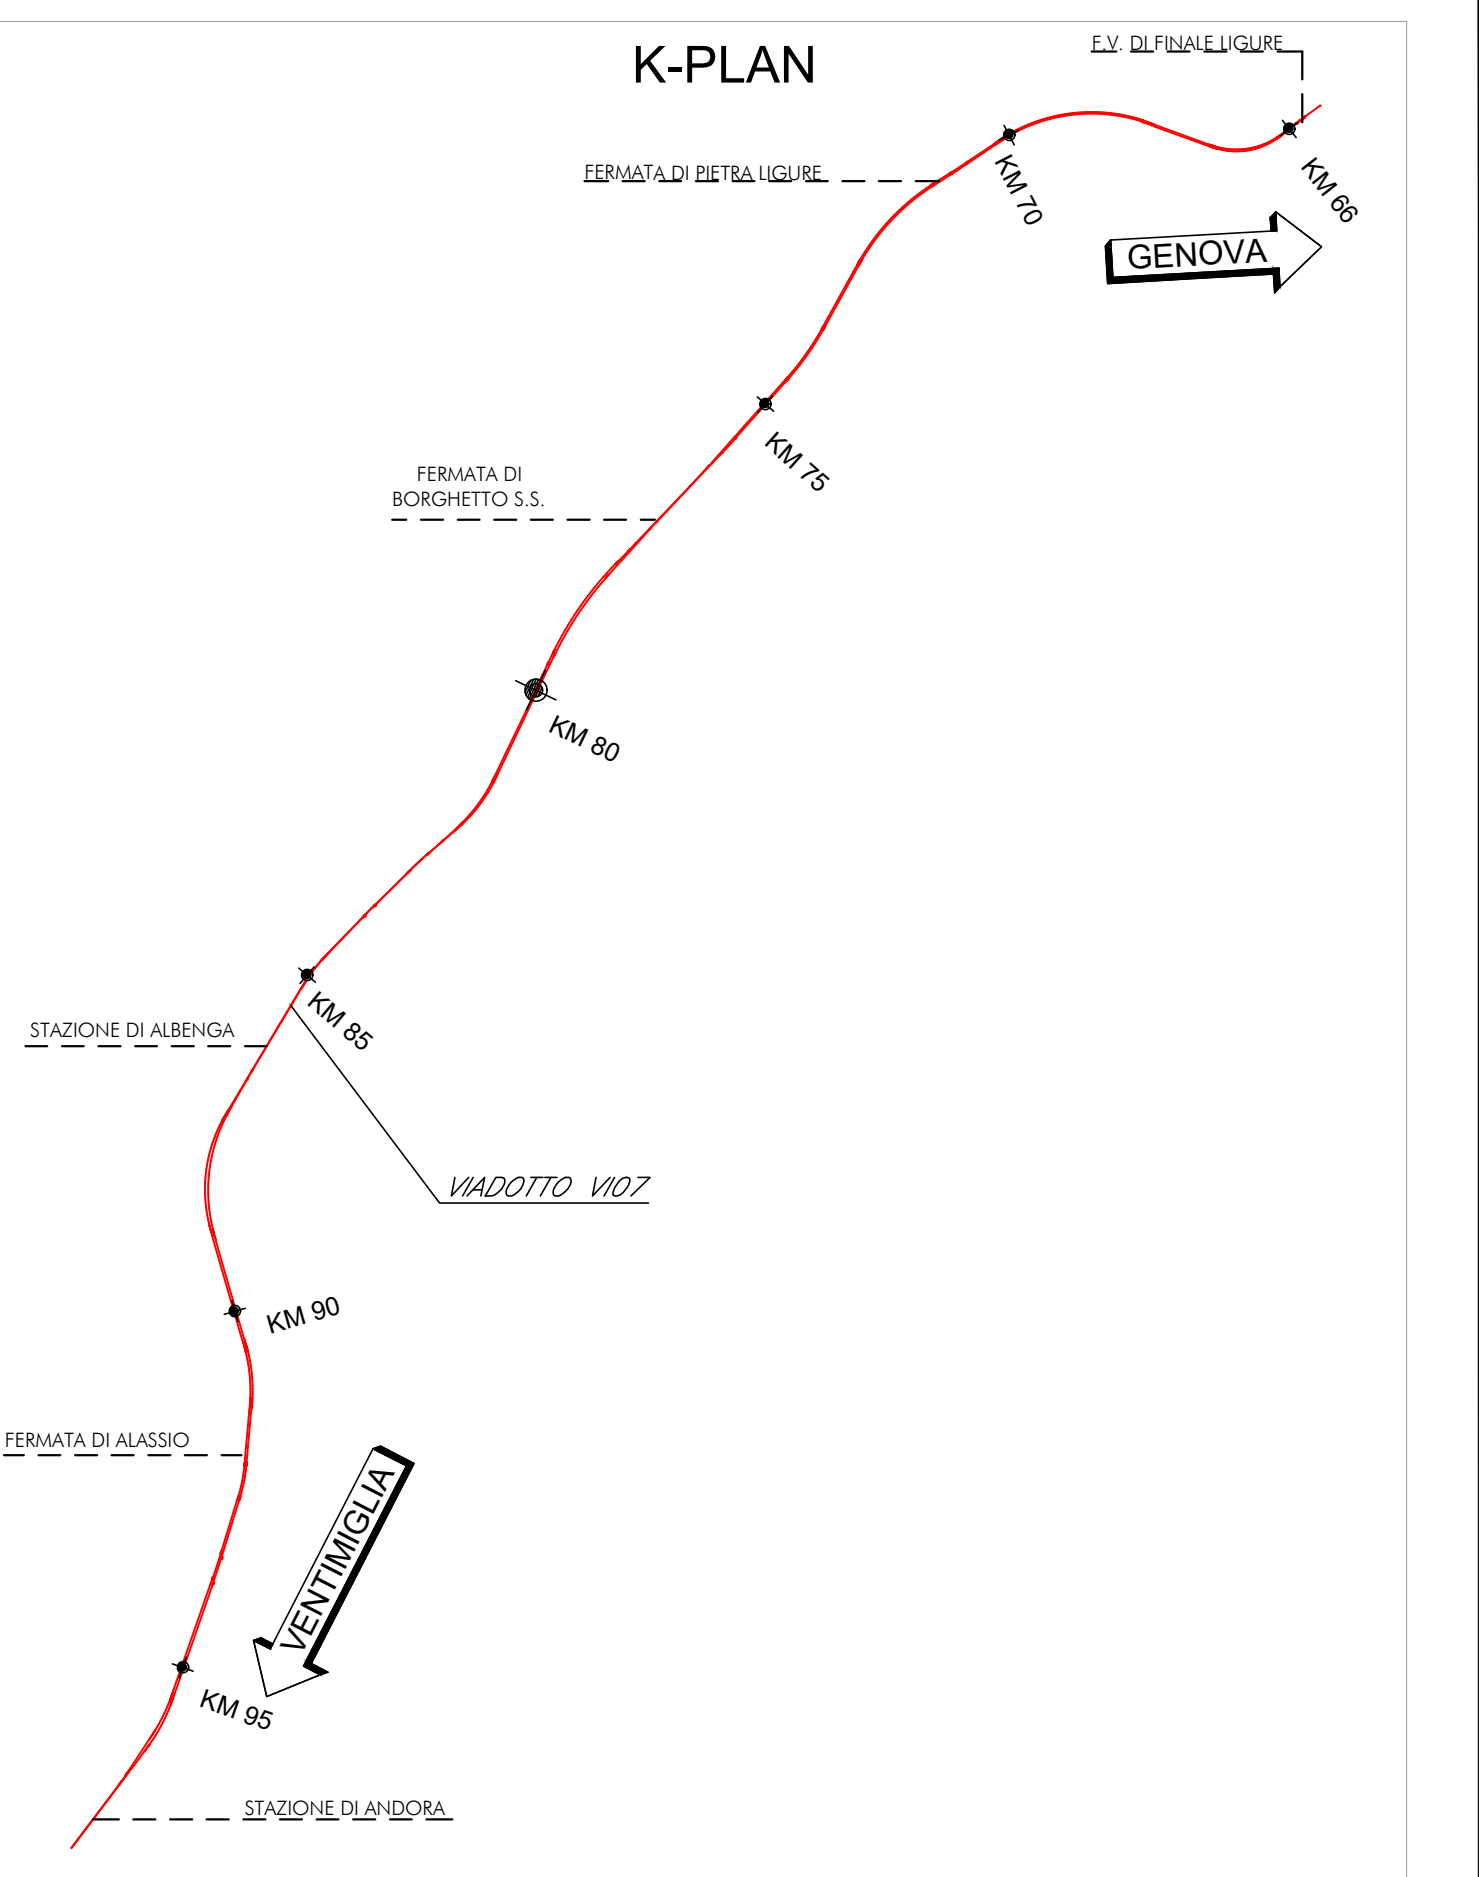 K-PLAN
F.V. DI FINALE LIGURE
FERMATA DI PIETRA LIGURE
KM 70
KM 66
GENOVA
KM 75
FERMATA DI
BORGHETTO S.S.
KM 80
KM 85
STAZIONE DI ALBENGA
VIADOTTO VI07
KM 90
FERMATA DI ALASSIO
VENTIMIGLIA
KM 95
STAZIONE DI ANDORA